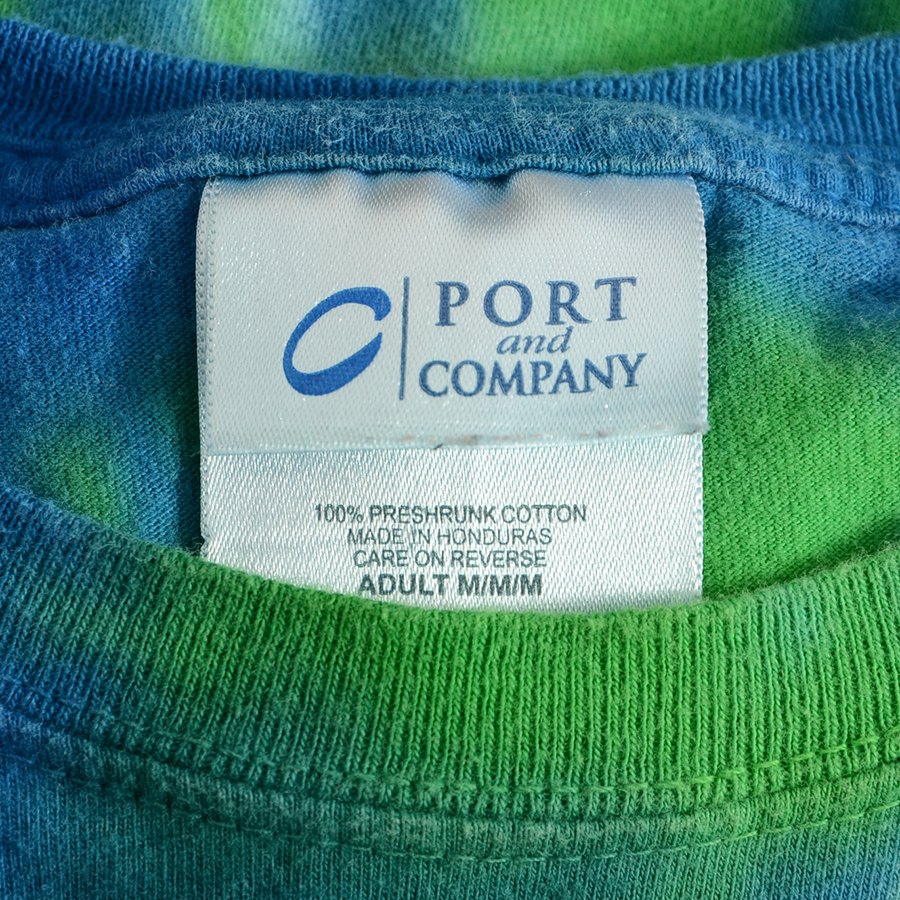 PORT
and
COMPANY
100% PRESHRUNK COTTON
MADE IN HONDURAS
CARE ON REVERSE
ADULT M/M/M